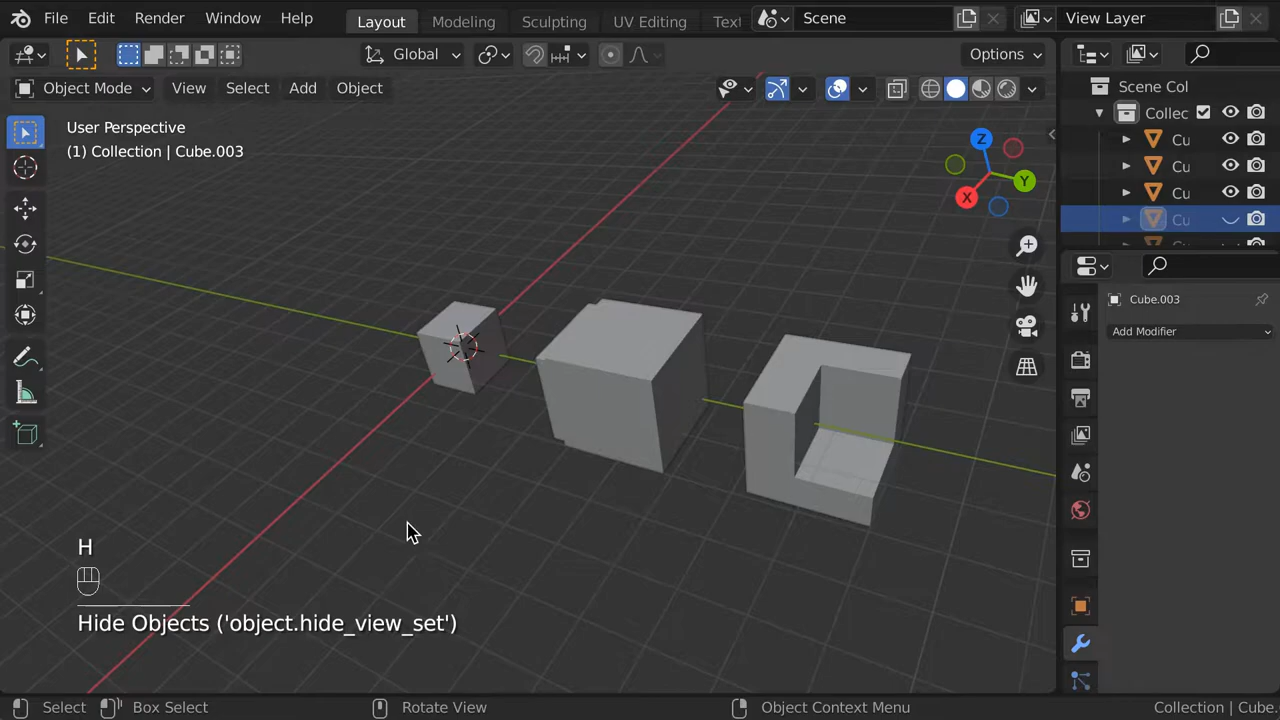 File Edit Render Window Help Layout Modeling Sculpting UV Editing Text Scene View Layer
Global Options
Object Mode View Select Add Object
User Perspective
(1) Collection | Cube.003
Z
Y
X
Scene Col
Collec
Cu
Cu
Cu
Cu
Cube.003
Add Modifier
H
Hide Objects ('object.hide_view_set')
Select Box Select Rotate View Object Context Menu Collection | Cube.